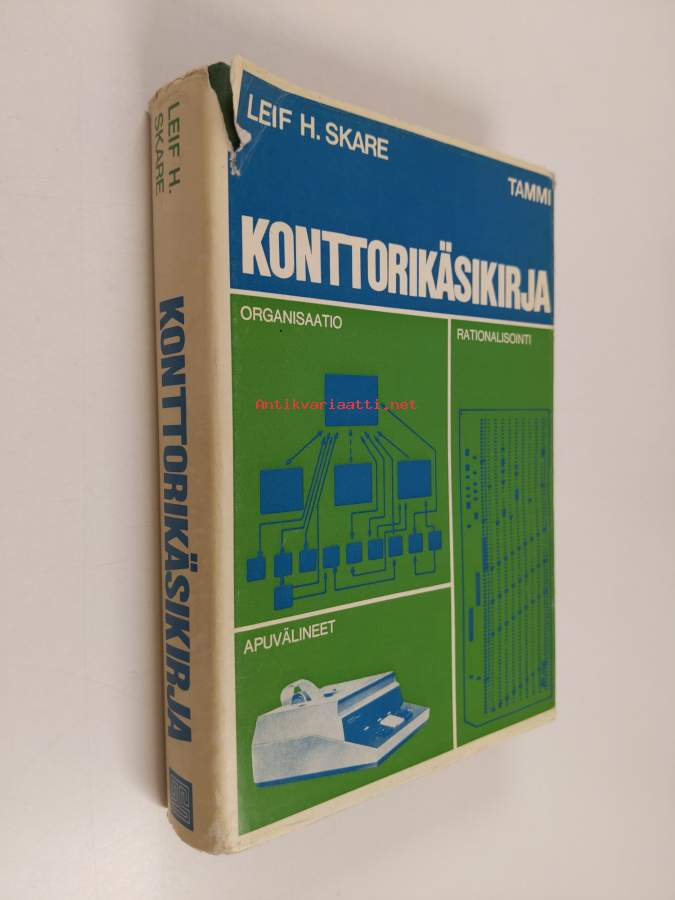 LEIF H.
SKARE
KONTTORIKÄSIKIRJA
LEIF H. SKARE
TAMMI
KONTTORIKÄSIKIRJA
ORGANISAATIO
RATIONALISOINTI
Antikvariaatti.net
APUVÄLINEET